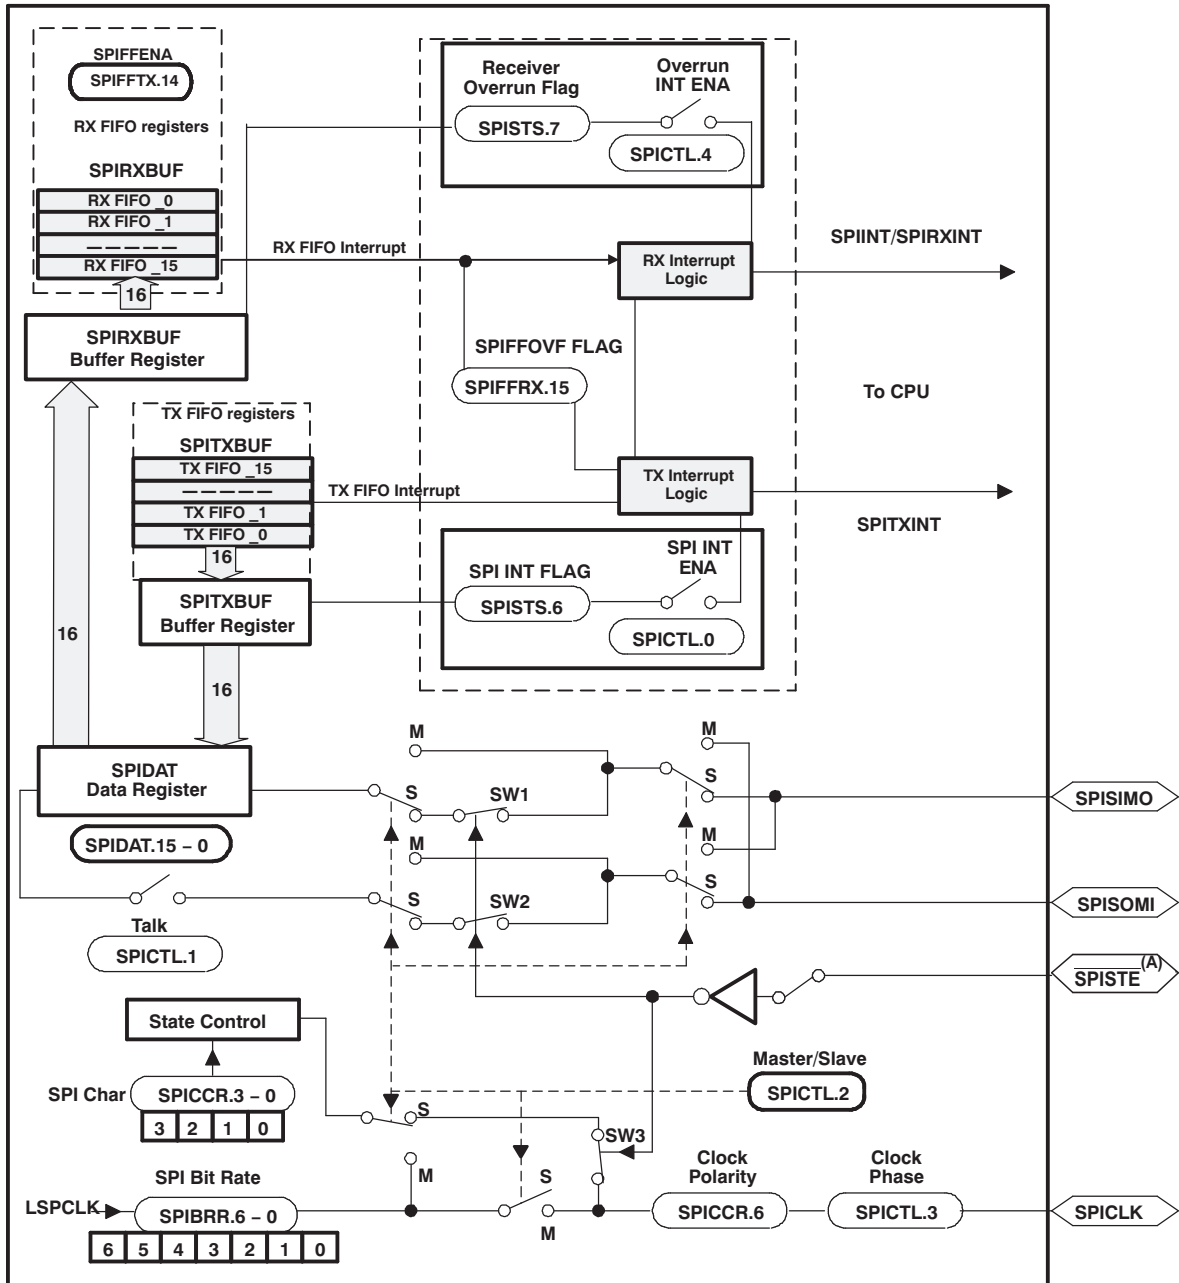 SPIFFENA
SPIFFTX.14
RX FIFO registers
SPIRXBUF
RX FIFO _0
RX FIFO _1
–––––
RX FIFO _15
16
SPIRXBUF
Buffer Register
Receiver
Overrun Flag
SPISTS.7
Overrun
INT ENA
SPICTL.4
RX FIFO Interrupt
RX Interrupt
Logic
SPIINT/SPIRXINT
SPIFFOVF FLAG
SPIFFRX.15
To CPU
TX FIFO registers
SPITXBUF
TX FIFO _15
–––––
TX FIFO _1
TX FIFO _0
16
TX FIFO Interrupt
TX Interrupt
Logic
SPITXINT
SPITXBUF
Buffer Register
SPI INT FLAG
SPISTS.6
SPI INT
ENA
SPICTL.0
16
16
SPIDAT
Data Register
SPIDAT.15 – 0
M
S
SW1
M
S
SPISIMO
M
S
SW2
M
S
SPISOMI
Talk
SPICTL.1
SPISTE (A)
State Control
Master/Slave
SPICTL.2
SPI Char
SPICCR.3 – 0
3 2 1 0
S
M
SW3
SPI Bit Rate
LSPCLK
SPIBRR.6 – 0
6 5 4 3 2 1 0
S
M
Clock
Polarity
SPICCR.6
Clock
Phase
SPICTL.3
SPICLK